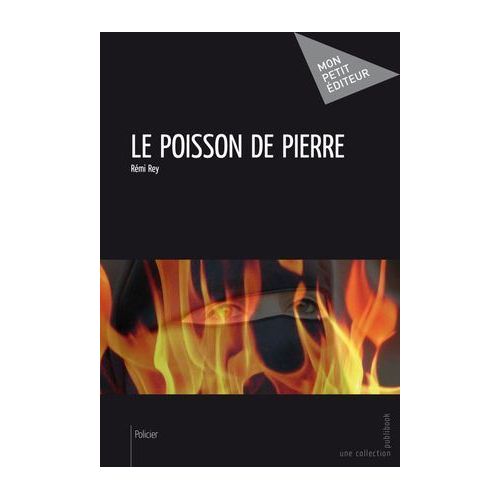 MON
PETIT
ÉDITEUR
LE POISSON DE PIERRE
Rémi Rey
Policier
publibook
une collection